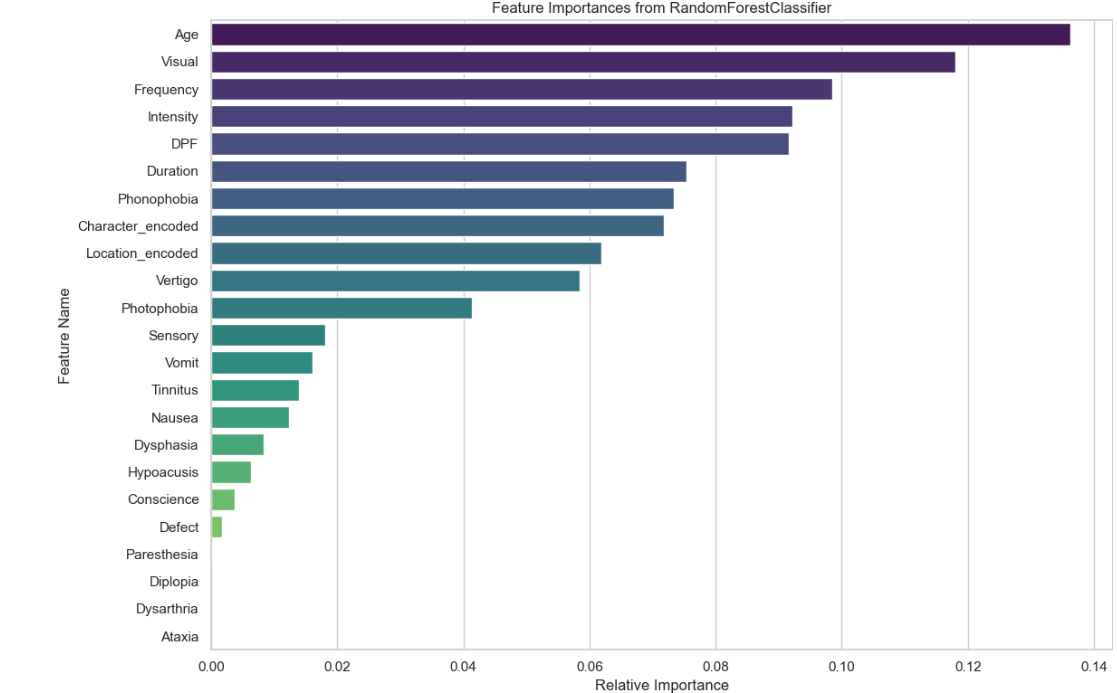 Feature Importances from RandomForestClassifier
Feature Name
Age
Visual
Frequency
Intensity
DPF
Duration
Phonophobia
Character_encoded
Location_encoded
Vertigo
Photophobia
Sensory
Vomit
Tinnitus
Nausea
Dysphasia
Hypoacusis
Conscience
Defect
Paresthesia
Diplopia
Dysarthria
Ataxia
0.00 0.02 0.04 0.06 0.08 0.10 0.12 0.14
Relative Importance